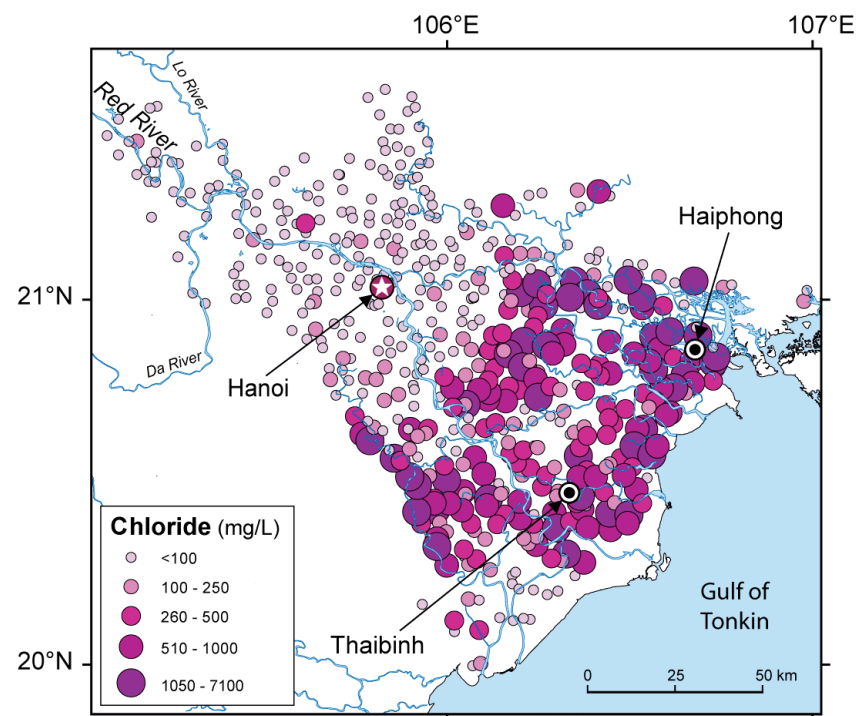 106°E
107°E
Lo River
Red River
Haiphong
21°N
Da River
Hanoi
Chloride (mg/L)
<100
100 - 250
260 - 500
510 - 1000
1050 - 7100
Gulf of
Tonkin
Thaibinh
20°N
0 25 50 km